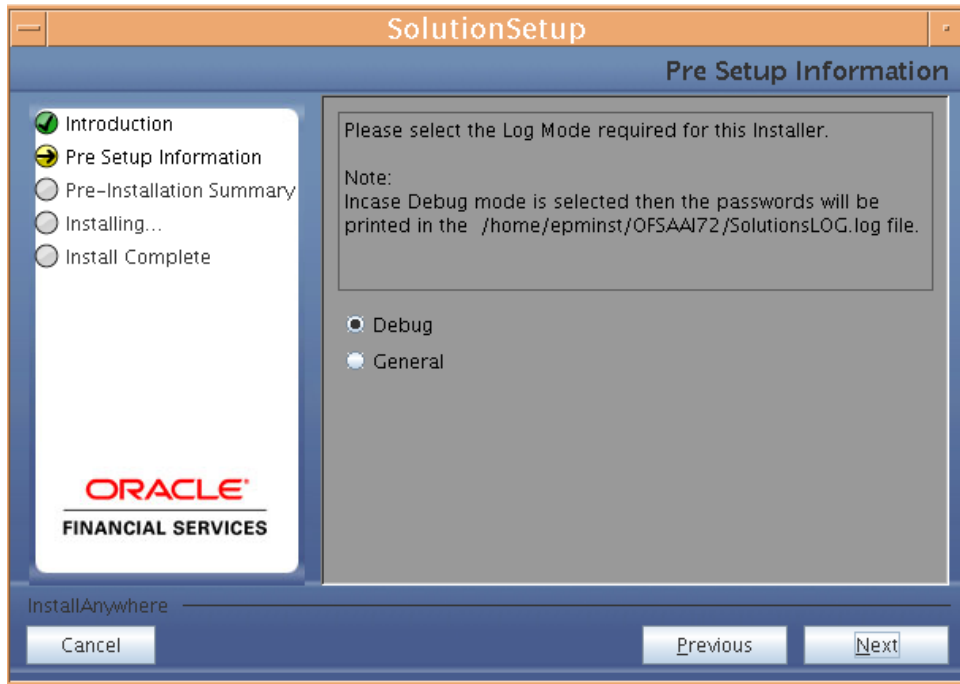 SolutionSetup
Pre Setup Information
Introduction
Pre Setup Information
Pre-Installation Summary
Installing...
Install Complete
ORACLE
FINANCIAL SERVICES
Please select the Log Mode required for this Installer.
Note:
Incase Debug mode is selected then the passwords will be
printed in the /home/epminst/OFSAAI72/SolutionsLOG.log file.
Debug
General
InstallAnywhere
Cancel
Previous
Next